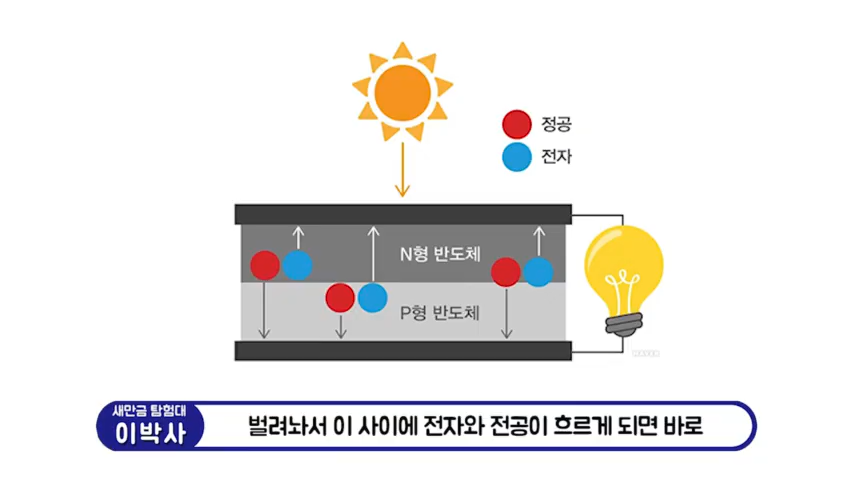 정공
전자
N형 반도체
P형 반도체
새만금 탐험대
이박사
벌려놔서 이 사이에 전자와 전공이 흐르게 되면 바로